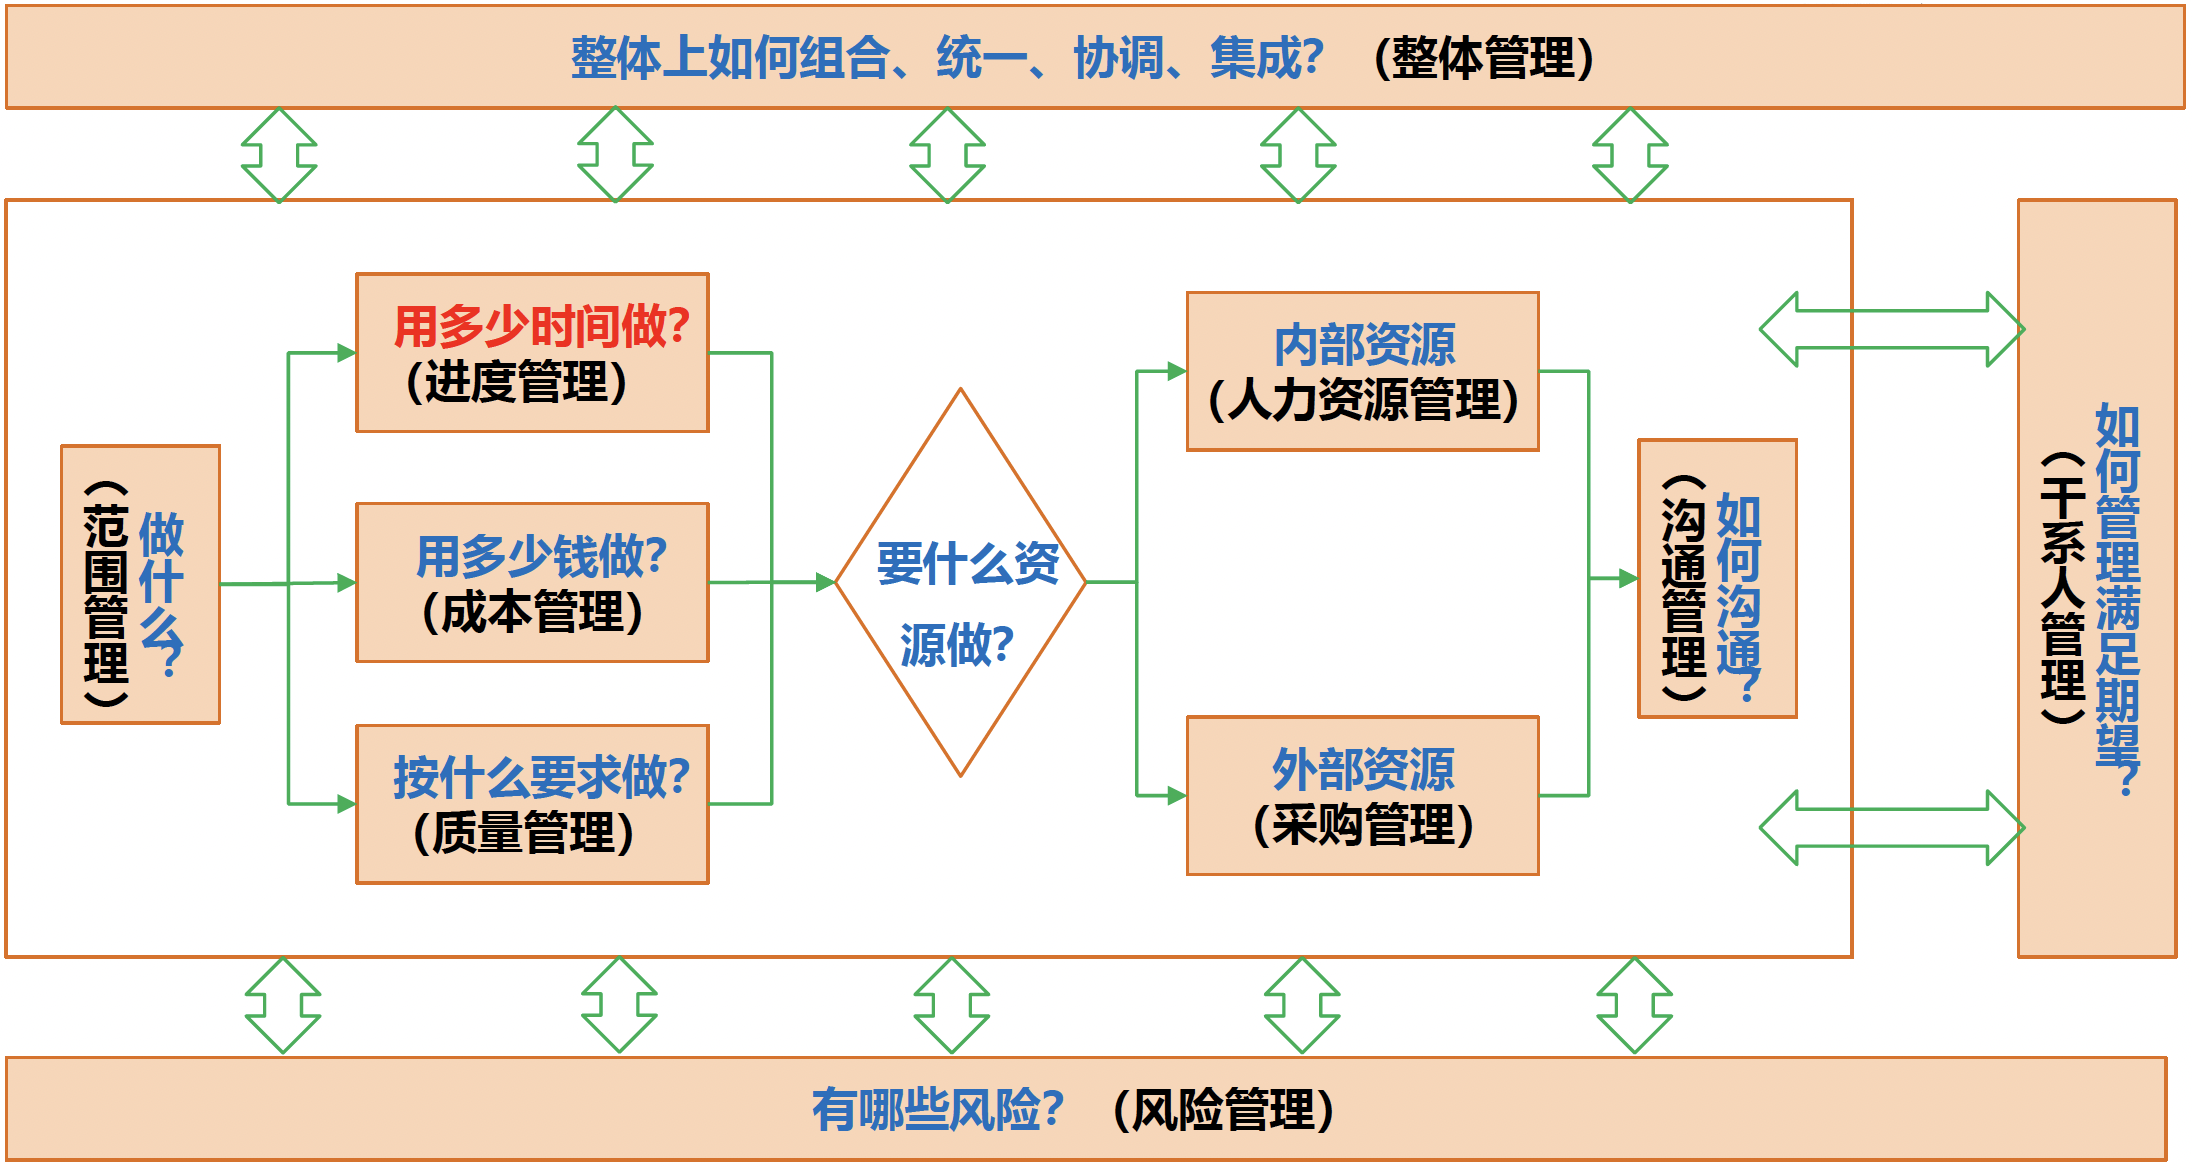 整体上如何组合、统一、协调、集成？（整体管理）
做什么？
（范围管理）
用多少时间做？
（进度管理）
用多少钱做？
（成本管理）
按什么要求做？
（质量管理）
要什么资
源做？
内部资源
（人力资源管理）
外部资源
（采购管理）
如何沟通？
（沟通管理）
如何管理满足期望？
（干系人管理）
有哪些风险？（风险管理）